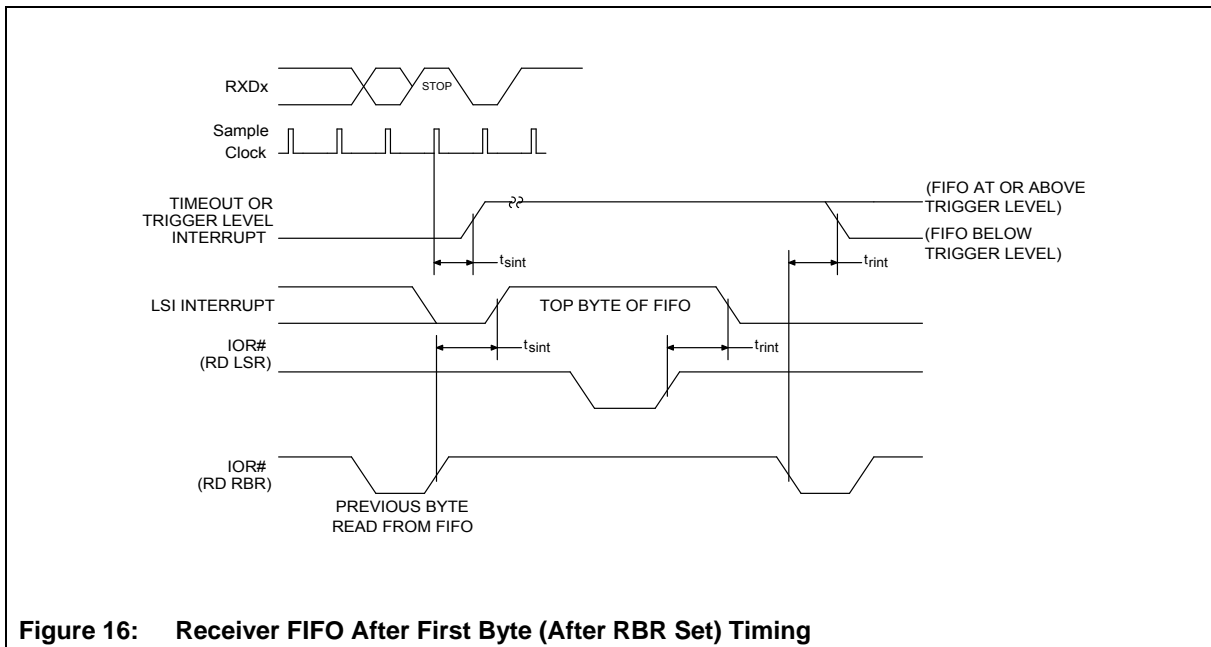 RXDx
STOP
Sample
Clock
TIMEOUT OR
TRIGGER LEVEL
INTERRUPT
(FIFO AT OR ABOVE
TRIGGER LEVEL)
(FIFO BELOW
TRIGGER LEVEL)
tsint
trint
LSI INTERRUPT
TOP BYTE OF FIFO
IOR#
(RD LSR)
tsint
trint
IOR#
(RD RBR)
PREVIOUS BYTE
READ FROM FIFO
Figure 16: Receiver FIFO After First Byte (After RBR Set) Timing